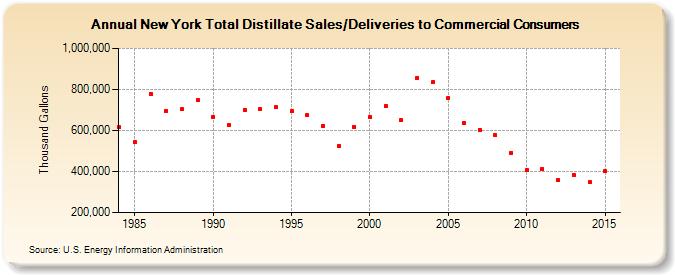 Annual New York Total Distillate Sales/Deliveries to Commercial Consumers
Thousand Gallons
1,000,000
800,000
600,000
400,000
200,000
1985 1990 1995 2000 2005 2010 2015
Source: U.S. Energy Information Administration